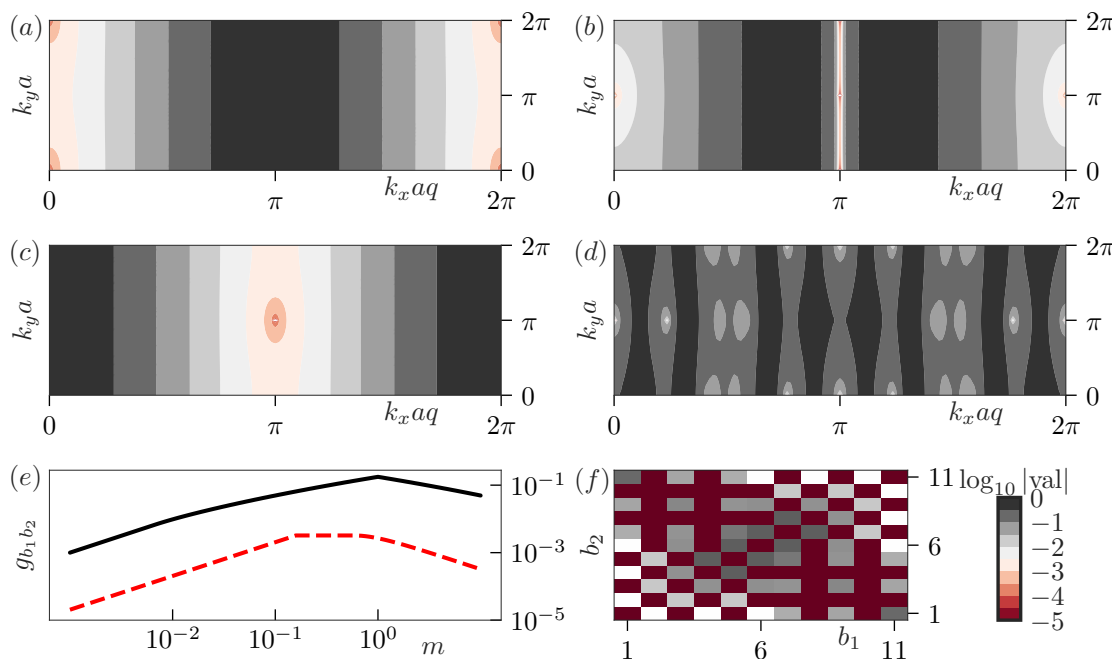 (a)
k_y a
2π
π
0
0
π
k_x aq
2π
(b)
k_y a
2π
π
0
0
π
k_x aq
2π
(c)
k_y a
2π
π
0
0
π
k_x aq
2π
(d)
k_y a
2π
π
0
0
π
k_x aq
2π
(e)
g_{b_1 b_2}
10^{-1}
10^{-3}
10^{-5}
10^{-2}
10^{-1}
10^{0}
m
(f)
b_2
11
6
1
1
6
b_1
11
log_{10} |val|
0
−1
−2
−3
−4
−5